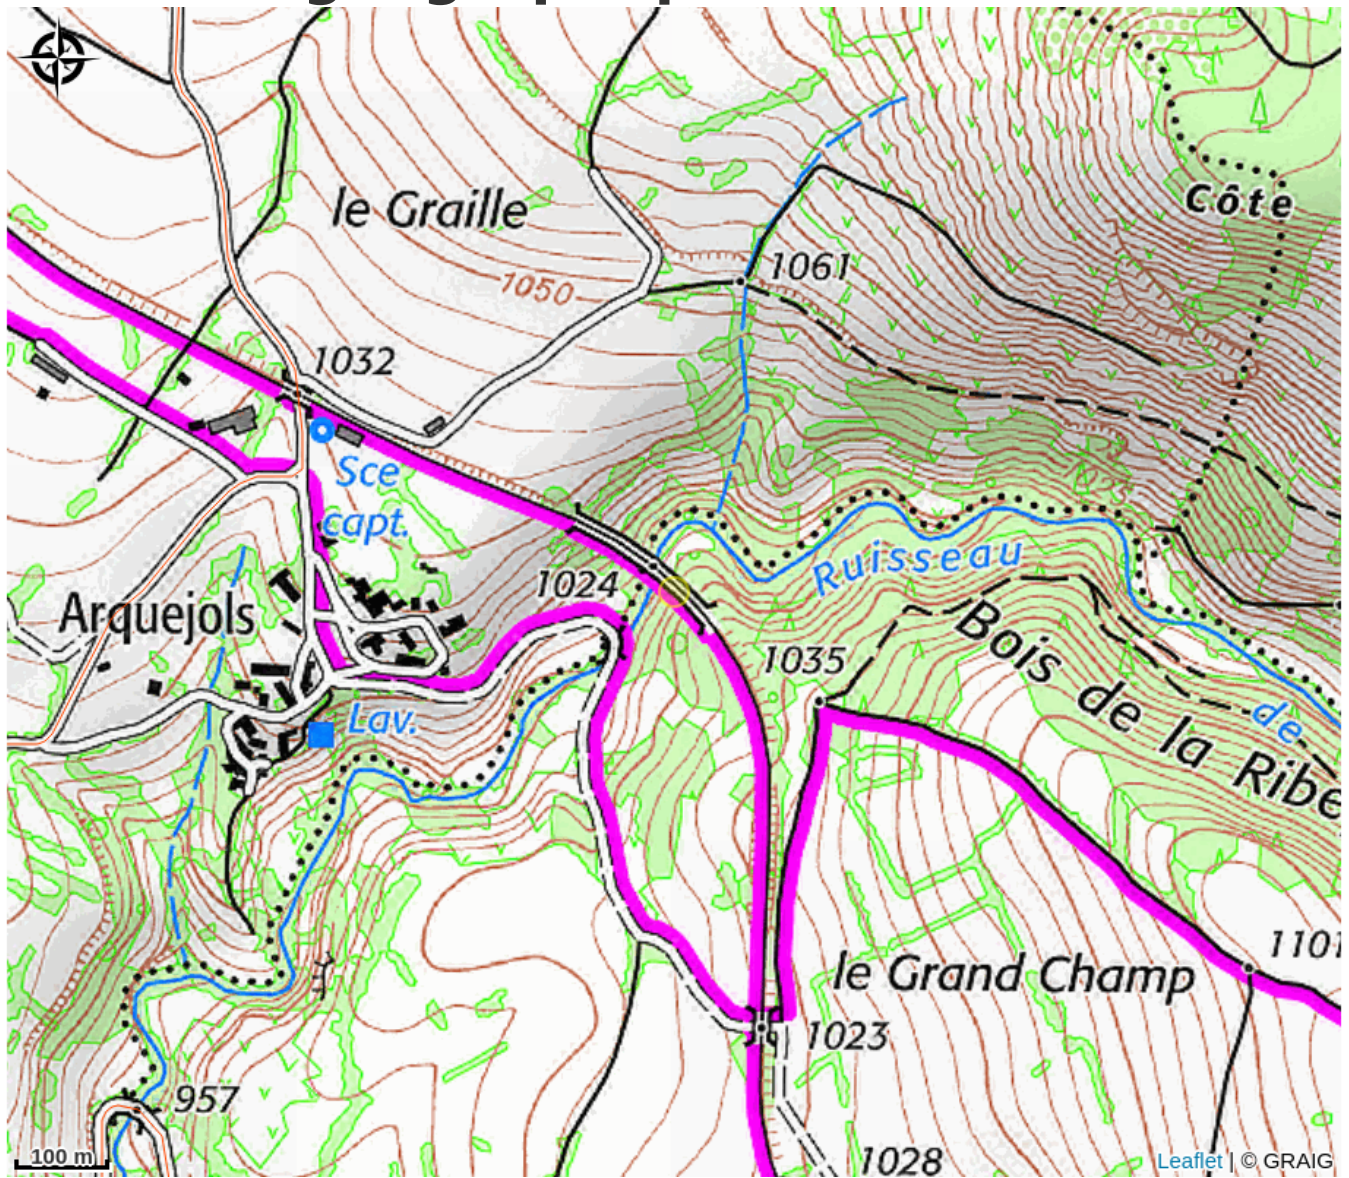 Côte
le Graille
1061
1050
1032
Sce
capt.
Ruisseau
1024
Arquejols
Bois de la Ribe
1035
de
Lav.
1101
le Grand Champ
1023
957
1028
100 m
Leaflet | © GRAIG